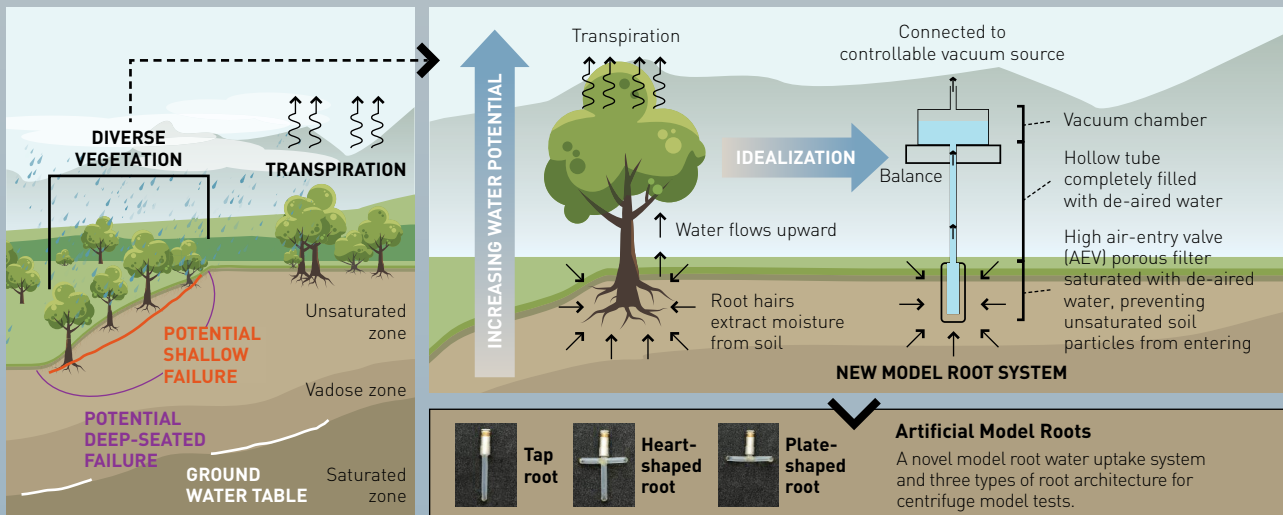 DIVERSE
VEGETATION
TRANSPIRATION
POTENTIAL
SHALLOW
FAILURE
Unsaturated
zone
Vadose zone
POTENTIAL
DEEP-SEATED
FAILURE
GROUND
WATER TABLE
Saturated
zone
INCREASING WATER POTENTIAL
Transpiration
Water flows upward
Root hairs
extract moisture
from soil
IDEALIZATION
Connected to
controllable vacuum source
Balance
Vacuum chamber
Hollow tube
completely filled
with de-aired water
High air-entry valve
(AEV) porous filter
saturated with de-aired
water, preventing
unsaturated soil
particles from entering
NEW MODEL ROOT SYSTEM
Tap
root
Heart-
shaped
root
Plate-
shaped
root
Artificial Model Roots
A novel model root water uptake system
and three types of root architecture for
centrifuge model tests.